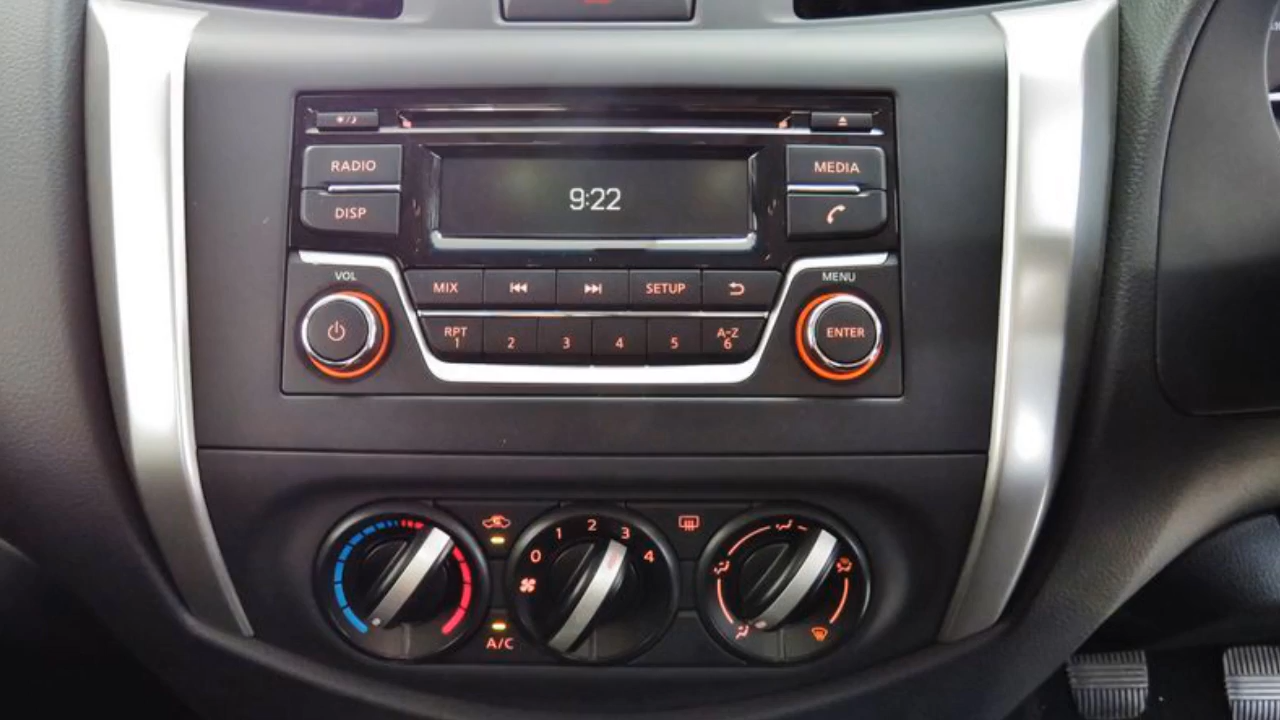 RADIO
MEDIA
9:22
DISP
VOL
MENU
MIX
SETUP
ENTER
RPT
1
2
3
4
5
A-Z
6
0
1
2
3
4
A/C